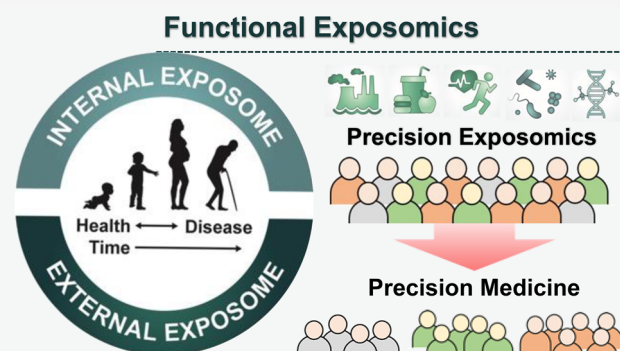 Functional Exposomics
INTERNAL EXPOSOME
Health Disease
Time
EXTERNAL EXPOSOME
Precision Exposomics
Precision Medicine